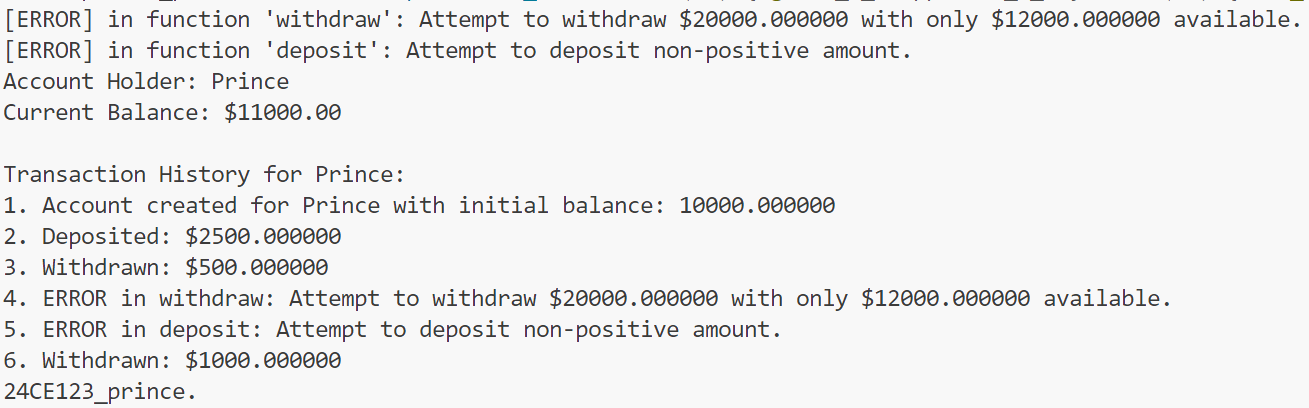 [ERROR] in function 'withdraw': Attempt to withdraw $20000.000000 with only $12000.000000 available.
[ERROR] in function 'deposit': Attempt to deposit non-positive amount.
Account Holder: Prince
Current Balance: $11000.00
Transaction History for Prince:
1. Account created for Prince with initial balance: 10000.000000
2. Deposited: $2500.000000
3. Withdrawn: $500.000000
4. ERROR in withdraw: Attempt to withdraw $20000.000000 with only $12000.000000 available.
5. ERROR in deposit: Attempt to deposit non-positive amount.
6. Withdrawn: $1000.000000
24CE123_prince.